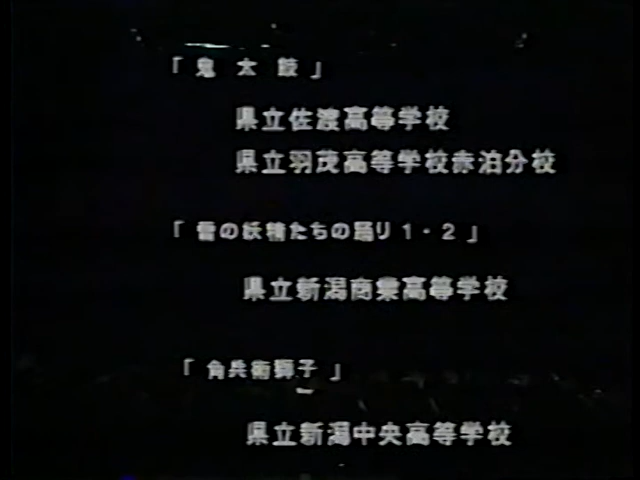 「鬼太鼓」
県立佐渡高等学校
県立羽茂高等学校赤泊分校
「雪の妖精たちの踊り1・2」
県立新潟商業高等学校
「角兵衛獅子」
県立新潟中央高等学校